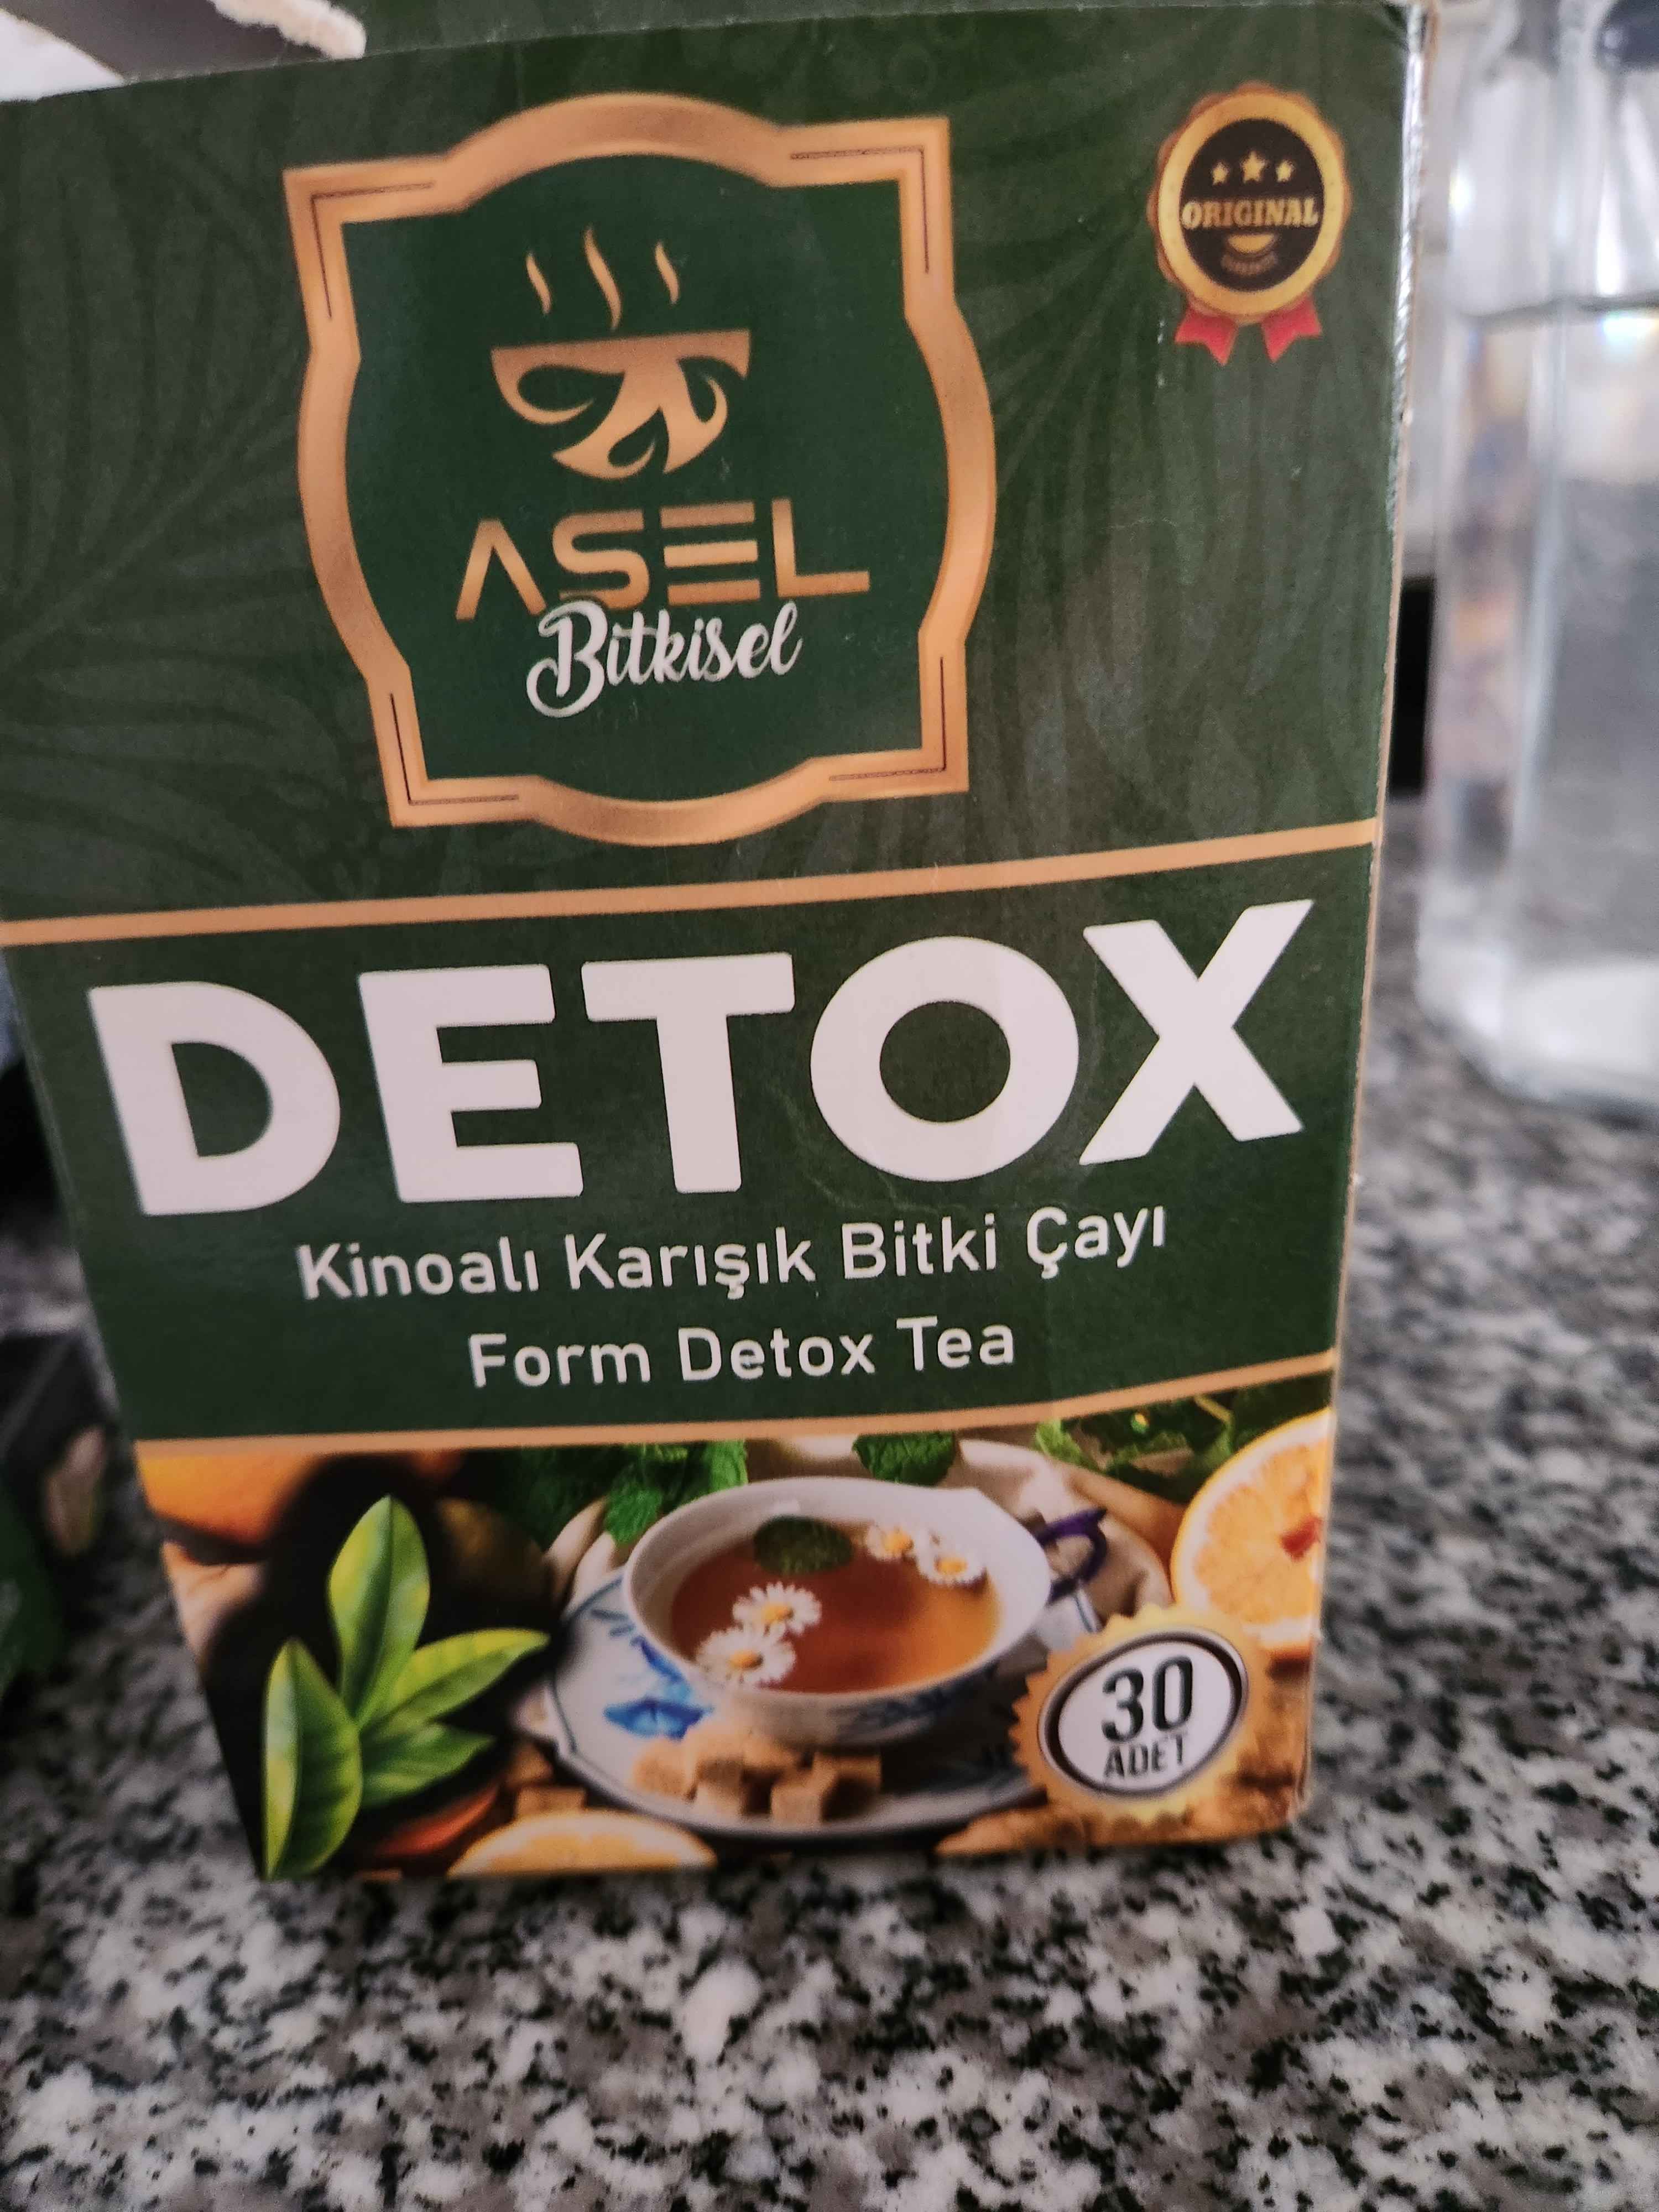 ORIGINAL
ASEL
Bitkisel
DETOX
Kinoalı Karışık Bitki Çayı
Form Detox Tea
30
ADET